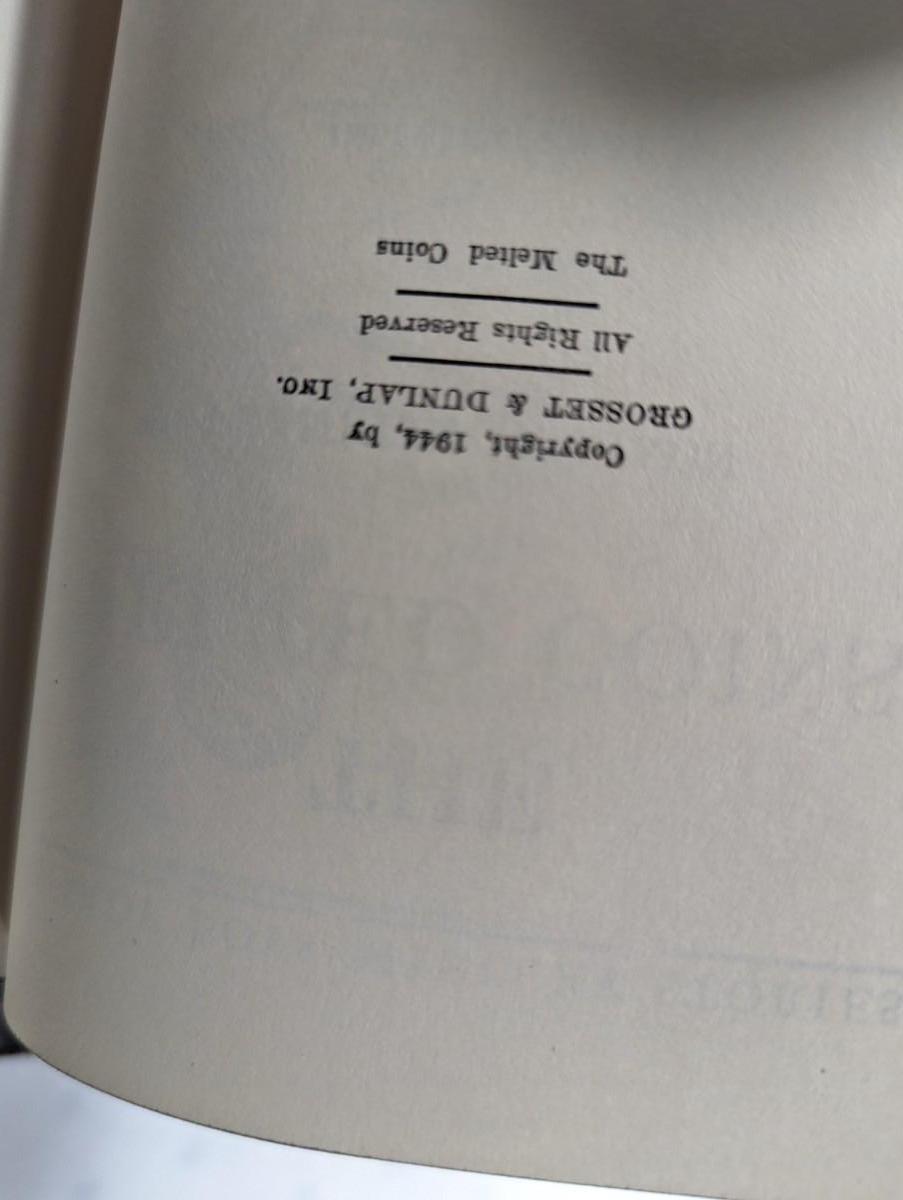 Copyright, 1944, by
GROSSET & DUNLAP, Inc.
All Rights Reserved
The Melted Coins